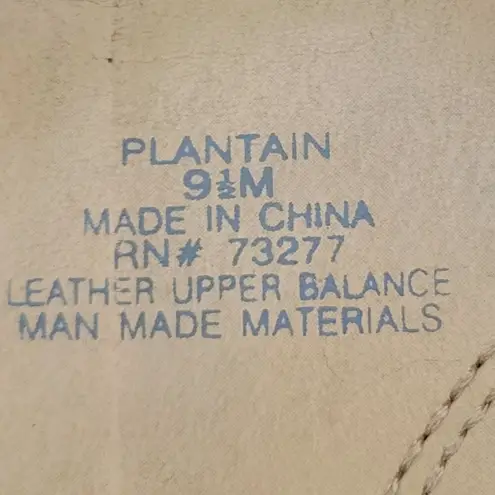 PLANTAIN
9½M
MADE IN CHINA
RN# 73277
LEATHER UPPER BALANCE
MAN MADE MATERIALS